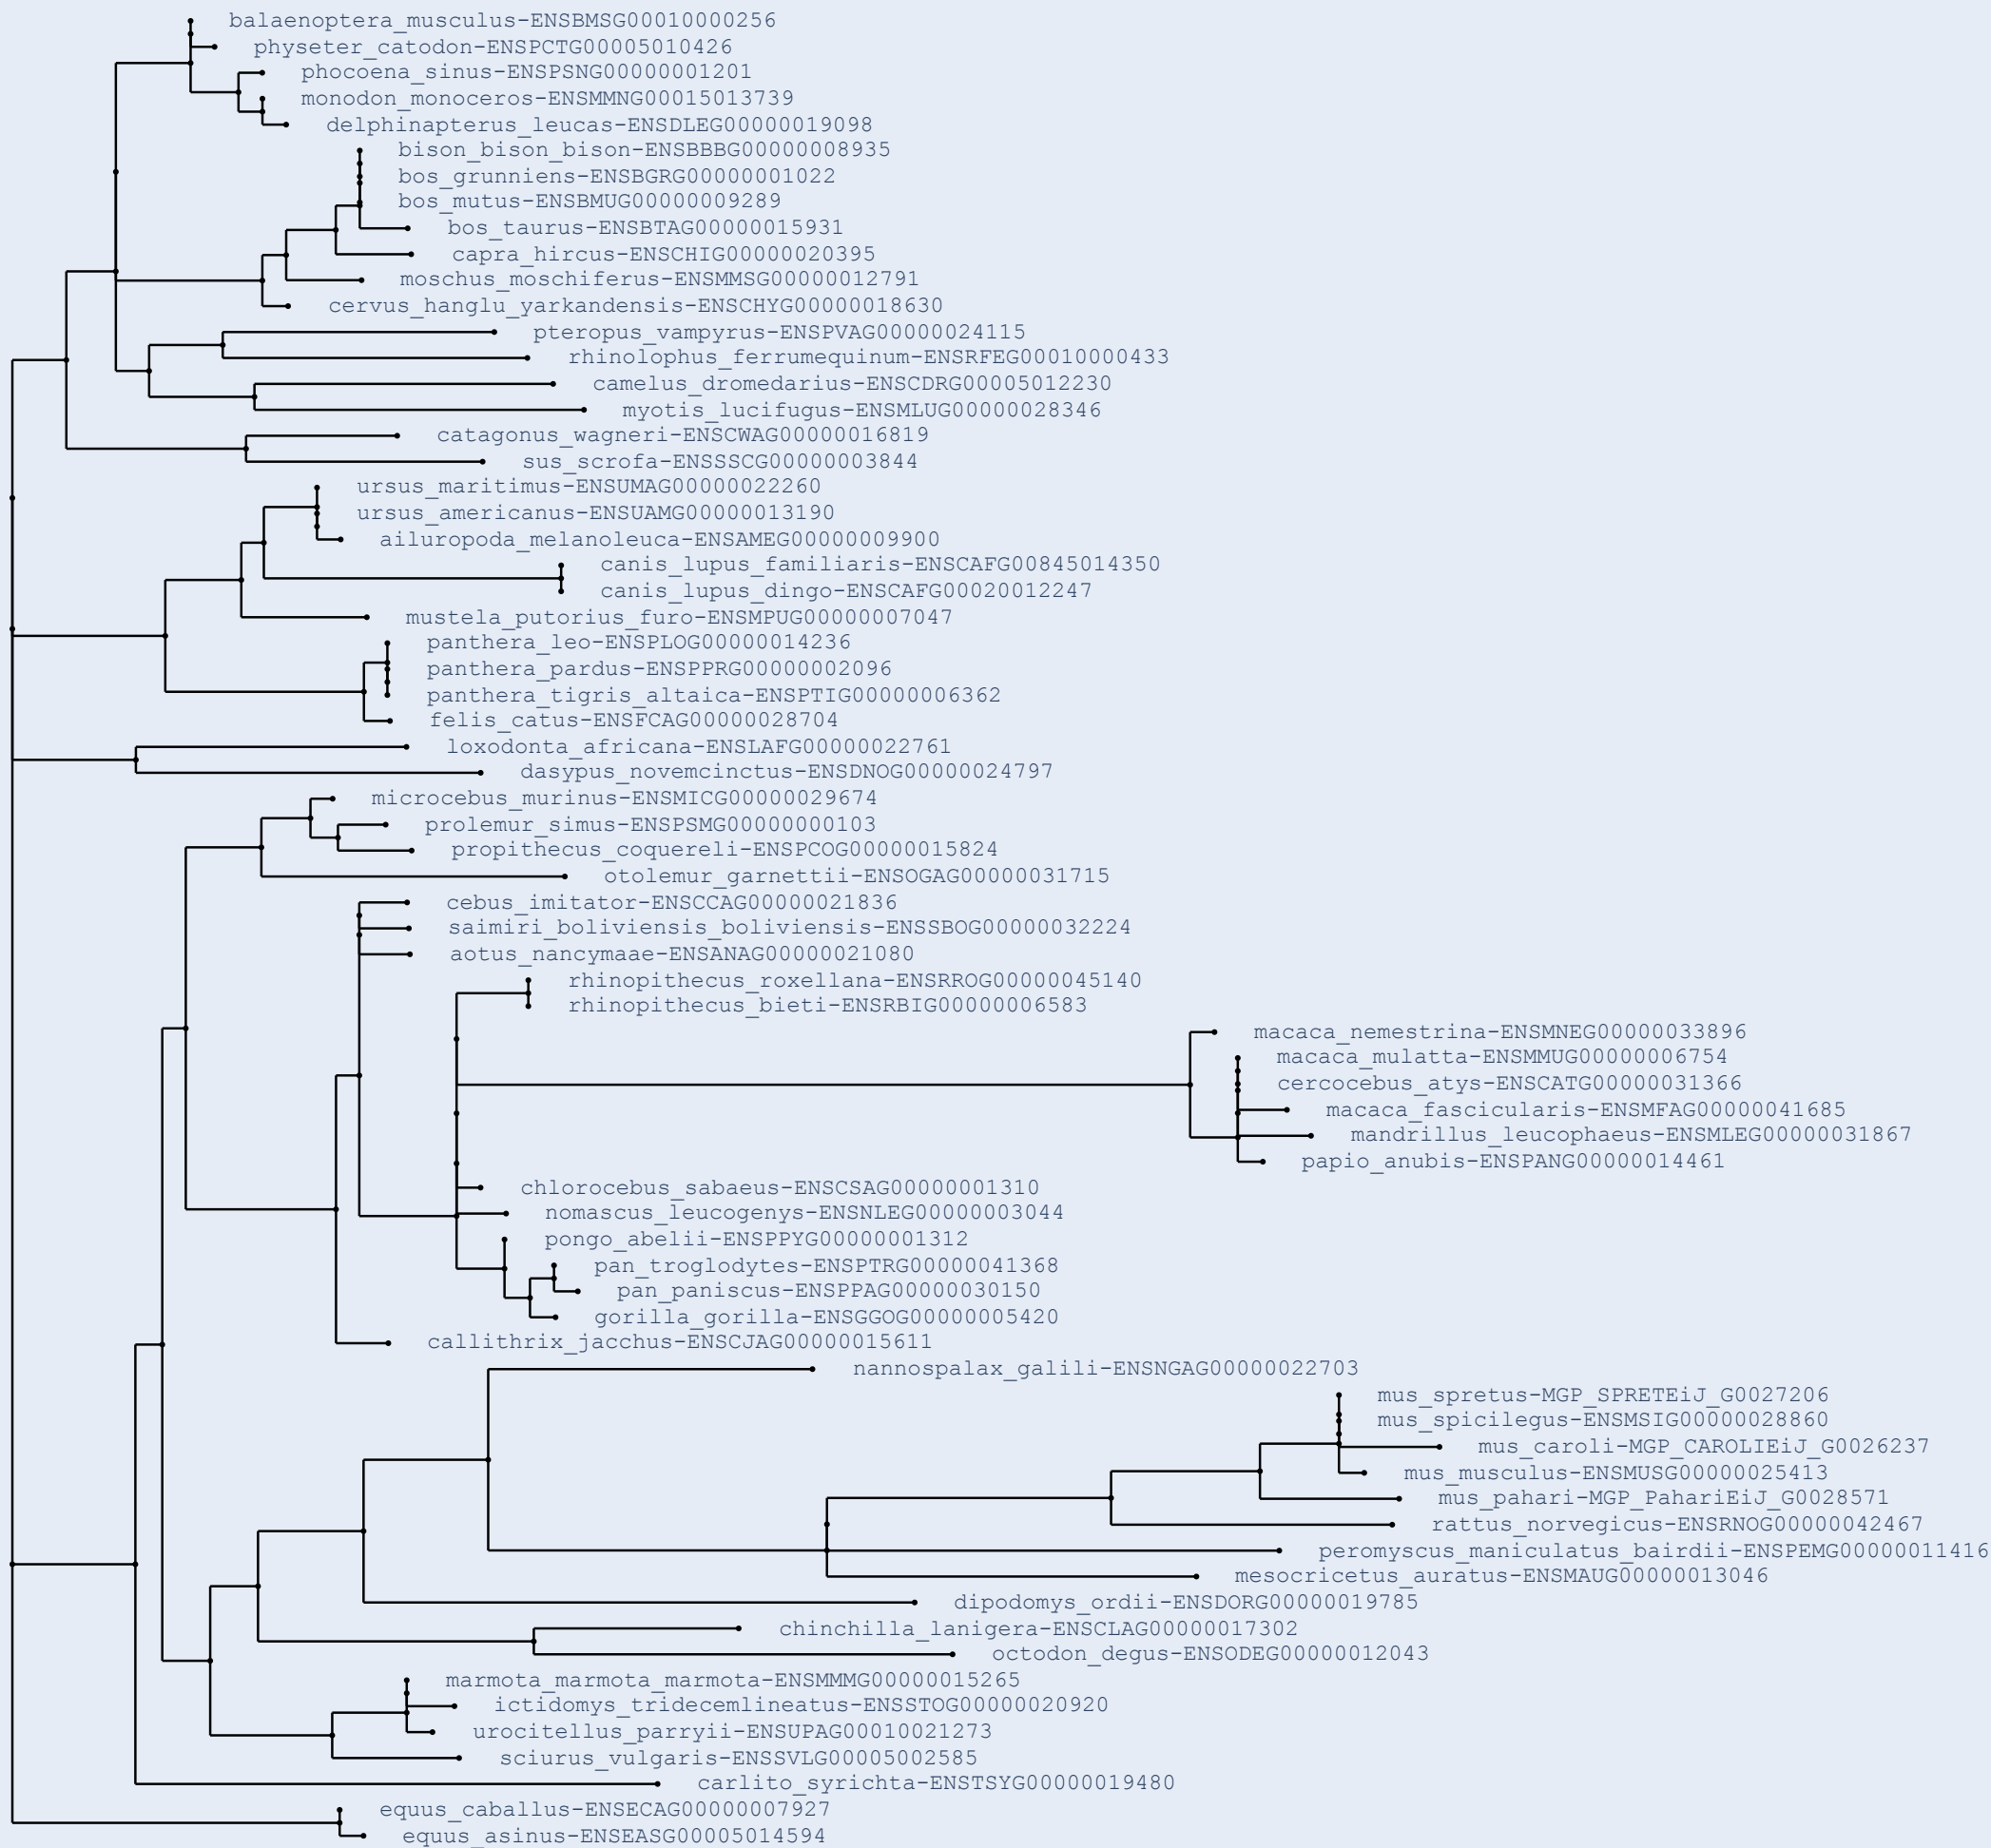 balaenoptera_musculus-ENSBMSG00010000256
physeter_catodon-ENSPCTG00005010426
phocoena_sinus-ENSPSNG00000001201
monodon_monoceros-ENSMMNG00015013739
delphinapterus_leucas-ENSDLEG00000019098
bison_bison_bison-ENSBBBG00000008935
bos_grunniens-ENSBGRG00000001022
bos_mutus-ENSBMUG00000009289
bos_taurus-ENSBTAG00000015931
capra_hircus-ENSCHIG00000020395
moschus_moschiferus-ENSMMSG00000012791
cervus_hanglu_yarkandensis-ENSCHYG00000018630
pteropus_vampyrus-ENSPVAG00000024115
rhinolophus_ferrumequinum-ENSRFEG00010000433
camelus_dromedarius-ENSCDRG00005012230
myotis_lucifugus-ENSMLUG00000028346
catagonus_wagneri-ENSCWAG00000016819
sus_scrofa-ENSSSCG00000003844
ursus_maritimus-ENSUMAG00000022260
ursus_americanus-ENSUAMG00000013190
ailuropoda_melanoleuca-ENSAMEG00000009900
canis_lupus_familiaris-ENSCAFG00845014350
canis_lupus_dingo-ENSCAFG00020012247
mustela_putorius_furo-ENSMPUG00000007047
panthera_leo-ENSPLOG00000014236
panthera_pardus-ENSPPRG00000002096
panthera_tigris_altaica-ENSPTIG00000006362
felis_catus-ENSFCAG00000028704
loxodonta_africana-ENSLAFG00000022761
dasypus_novemcinctus-ENSDNOG00000024797
microcebus_murinus-ENSMICG00000029674
prolemur_simus-ENSPSMG00000000103
propithecus_coquereli-ENSPCOG00000015824
otolemur_garnettii-ENSOGAG00000031715
cebus_imitator-ENSCCAG00000021836
saimiri_boliviensis_boliviensis-ENSSBOG00000032224
aotus_nancymaae-ENSANAG00000021080
rhinopithecus_roxellana-ENSRROG00000045140
rhinopithecus_bieti-ENSRBIG00000006583
macaca_nemestrina-ENSMNEG00000033896
macaca_mulatta-ENSMMUG00000006754
cercocebus_atys-ENSCATG00000031366
macaca_fascicularis-ENSMFAG00000041685
mandrillus_leucophaeus-ENSMLEG00000031867
papio_anubis-ENSPANG00000014461
chlorocebus_sabaeus-ENSCSAG00000001310
nomascus_leucogenys-ENSNLEG00000003044
pongo_abelii-ENSPPYG00000001312
pan_troglodytes-ENSPTRG00000041368
pan_paniscus-ENSPPAG00000030150
gorilla_gorilla-ENSGGOG00000005420
callithrix_jacchus-ENSCJAG00000015611
nannospalax_galili-ENSNGAG00000022703
mus_spretus-MGP_SPRETEiJ_G0027206
mus_spicilegus-ENSMSIG00000028860
mus_caroli-MGP_CAROLIEiJ_G0026237
mus_musculus-ENSMUSG00000025413
mus_pahari-MGP_PahariEiJ_G0028571
rattus_norvegicus-ENSRNOG00000042467
peromyscus_maniculatus_bairdii-ENSPEMG00000011416
mesocricetus_auratus-ENSMAUG00000013046
dipodomys_ordii-ENSDORG00000019785
chinchilla_lanigera-ENSCLAG00000017302
octodon_degus-ENSODEG00000012043
marmota_marmota_marmota-ENSMMMG00000015265
ictidomys_tridecemlineatus-ENSSTOG00000020920
urocitellus_parryii-ENSUPAG00010021273
sciurus_vulgaris-ENSSVLG00005002585
carlito_syrichta-ENSTSYG00000019480
equus_caballus-ENSECAG00000007927
equus_asinus-ENSEASG00005014594